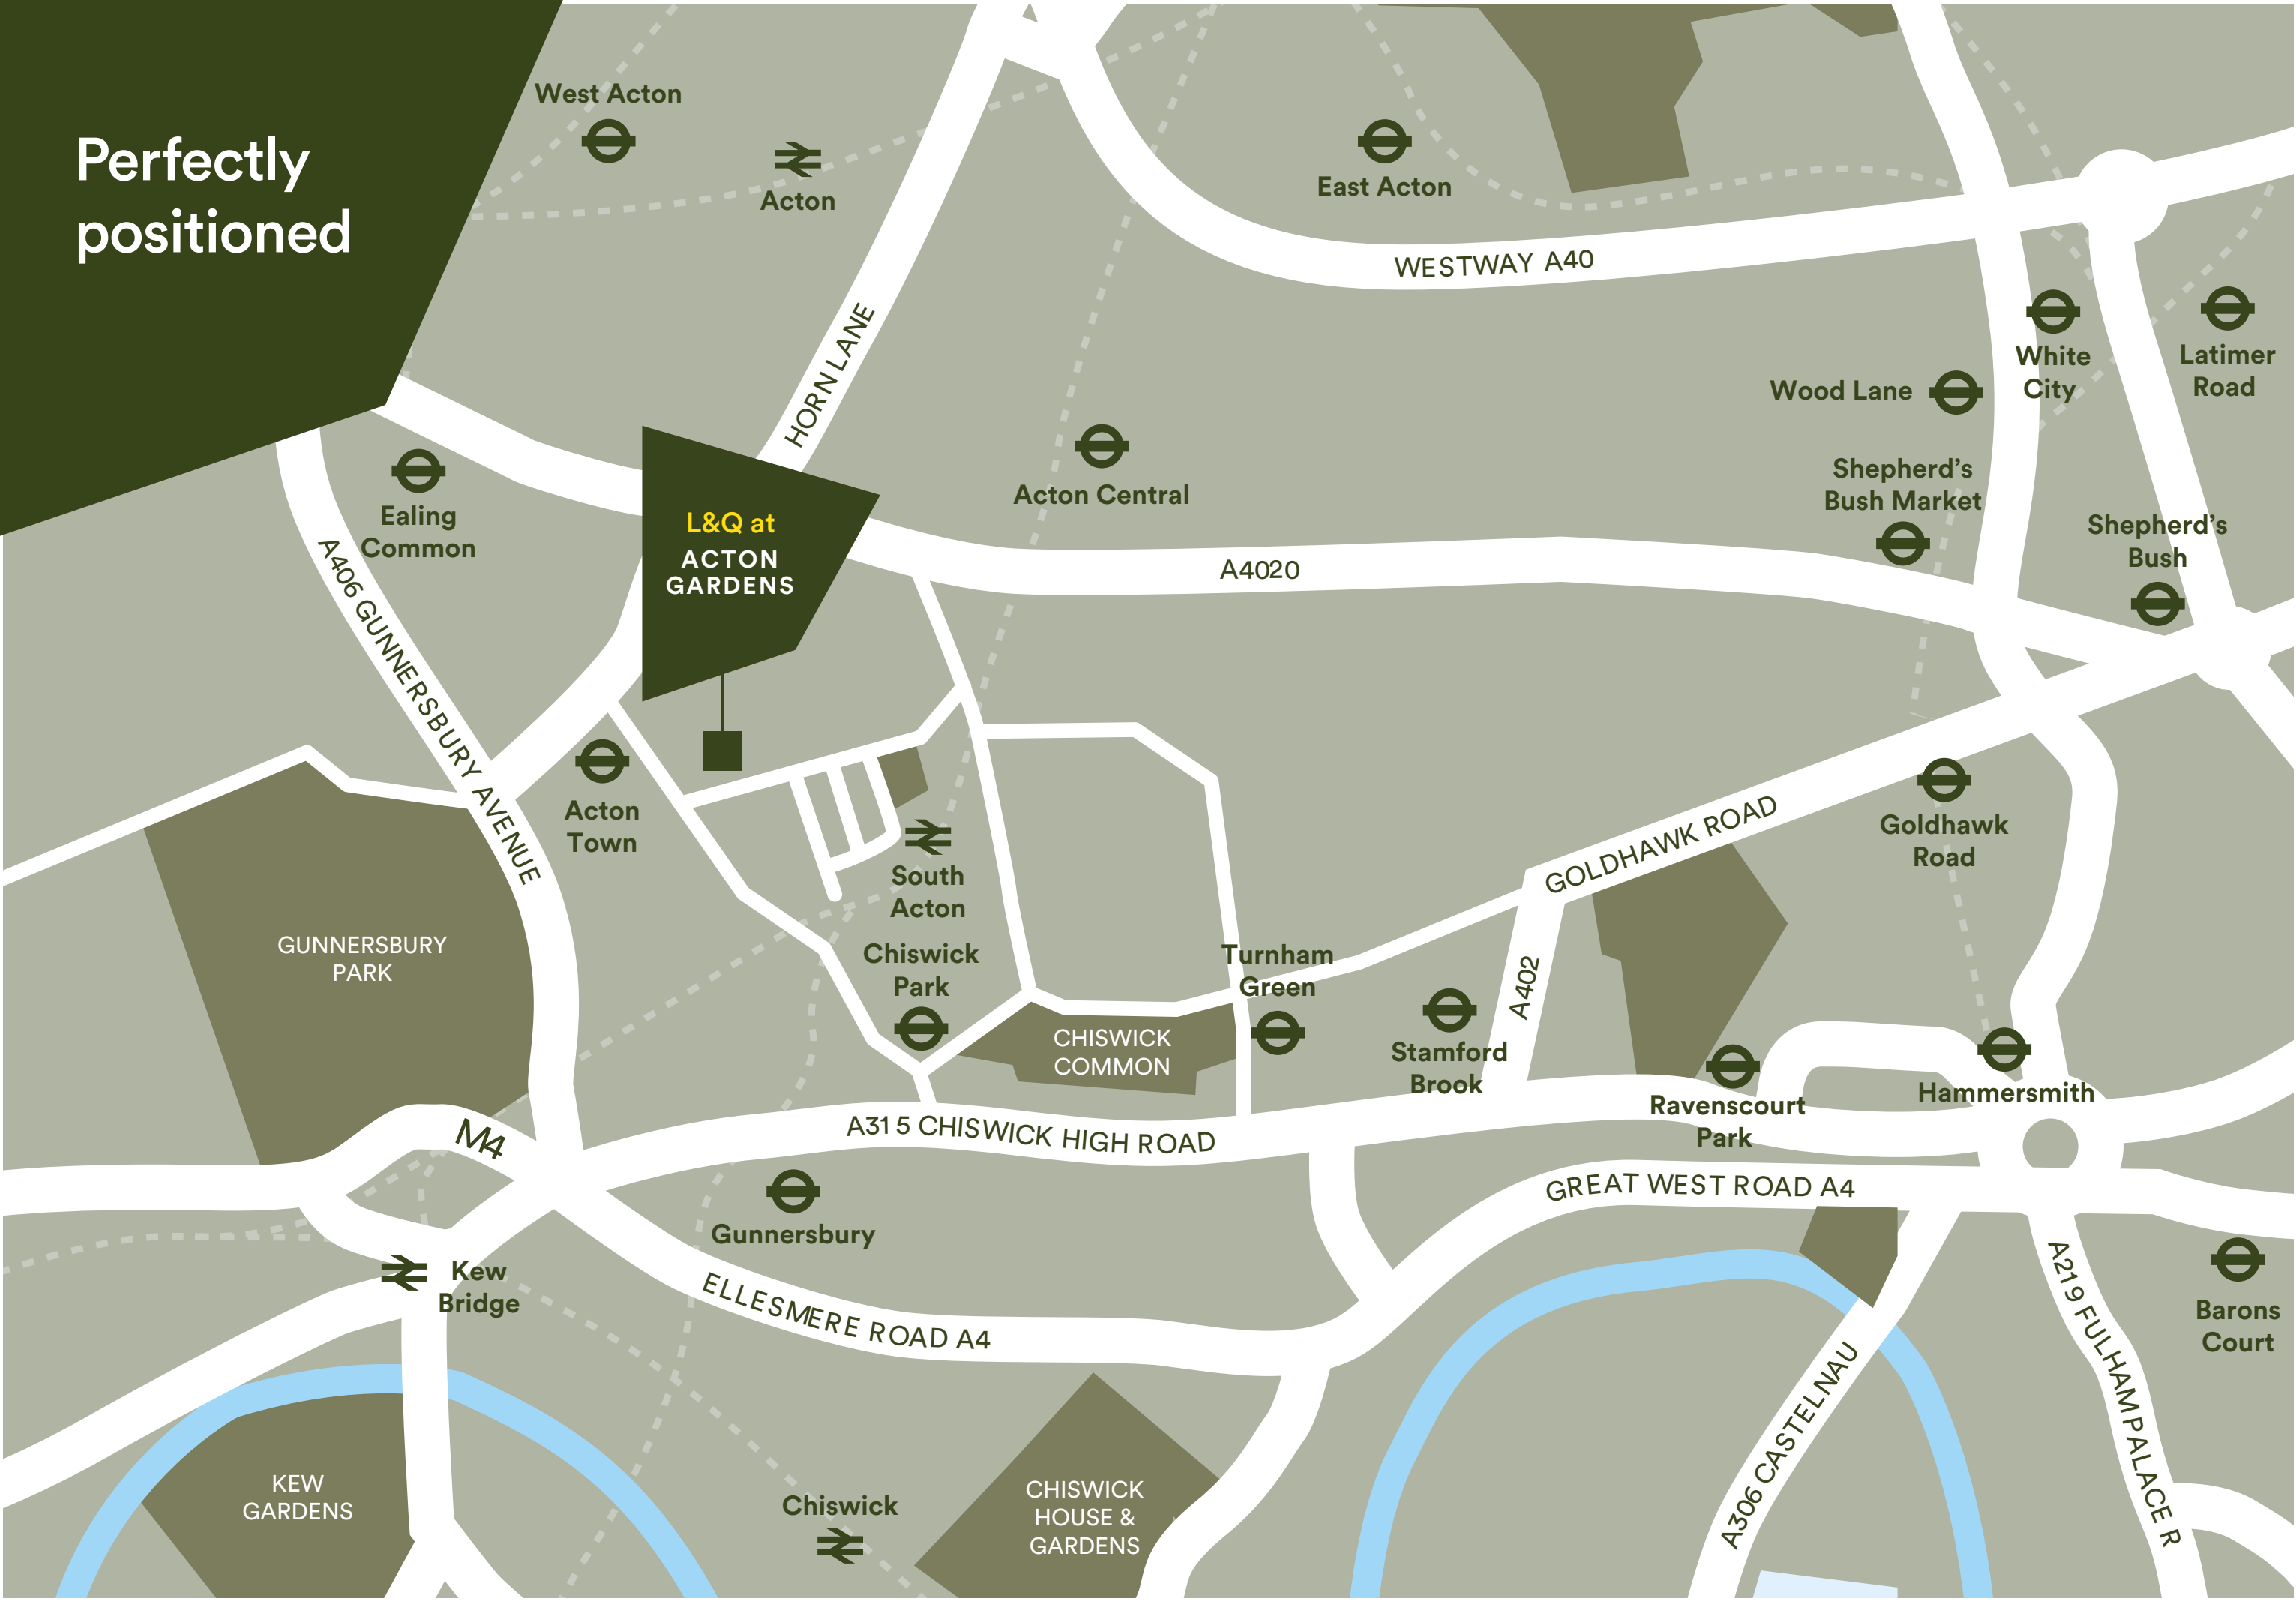 Perfectly
positioned
West Acton
Acton
East Acton
WESTWAY A40
HORN LANE
White
City
Latimer
Road
Wood Lane
Shepherd's
Bush Market
Shepherd's
Bush
Acton Central
Ealing
Common
L&Q at
ACTON
GARDENS
A4020
A406 GUNNERSBURY AVENUE
Acton
Town
South
Acton
Goldhawk
Road
GOLDHAWK ROAD
GUNNERSBURY
PARK
Chiswick
Park
Turnham
Green
A402
CHISWICK
COMMON
Stamford
Brook
Ravenscourt
Park
Hammersmith
M4
A315 CHISWICK HIGH ROAD
GREAT WEST ROAD A4
Gunnersbury
Kew
Bridge
ELLESMERE ROAD A4
A219 FULHAM PALACE R
Barons
Court
A306 CASTELNAU
KEW
GARDENS
Chiswick
CHISWICK
HOUSE &
GARDENS